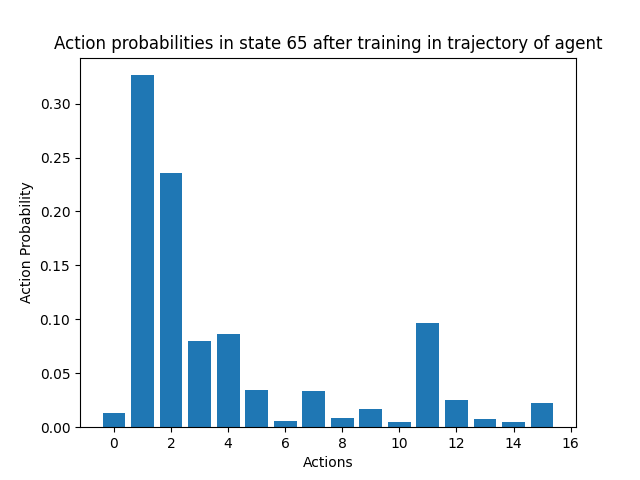 Action probabilities in state 65 after training in trajectory of agent
0.30
0.25
0.20
0.15
0.10
0.05
0.00
Action Probability
0 2 4 6 8 10 12 14 16
Actions